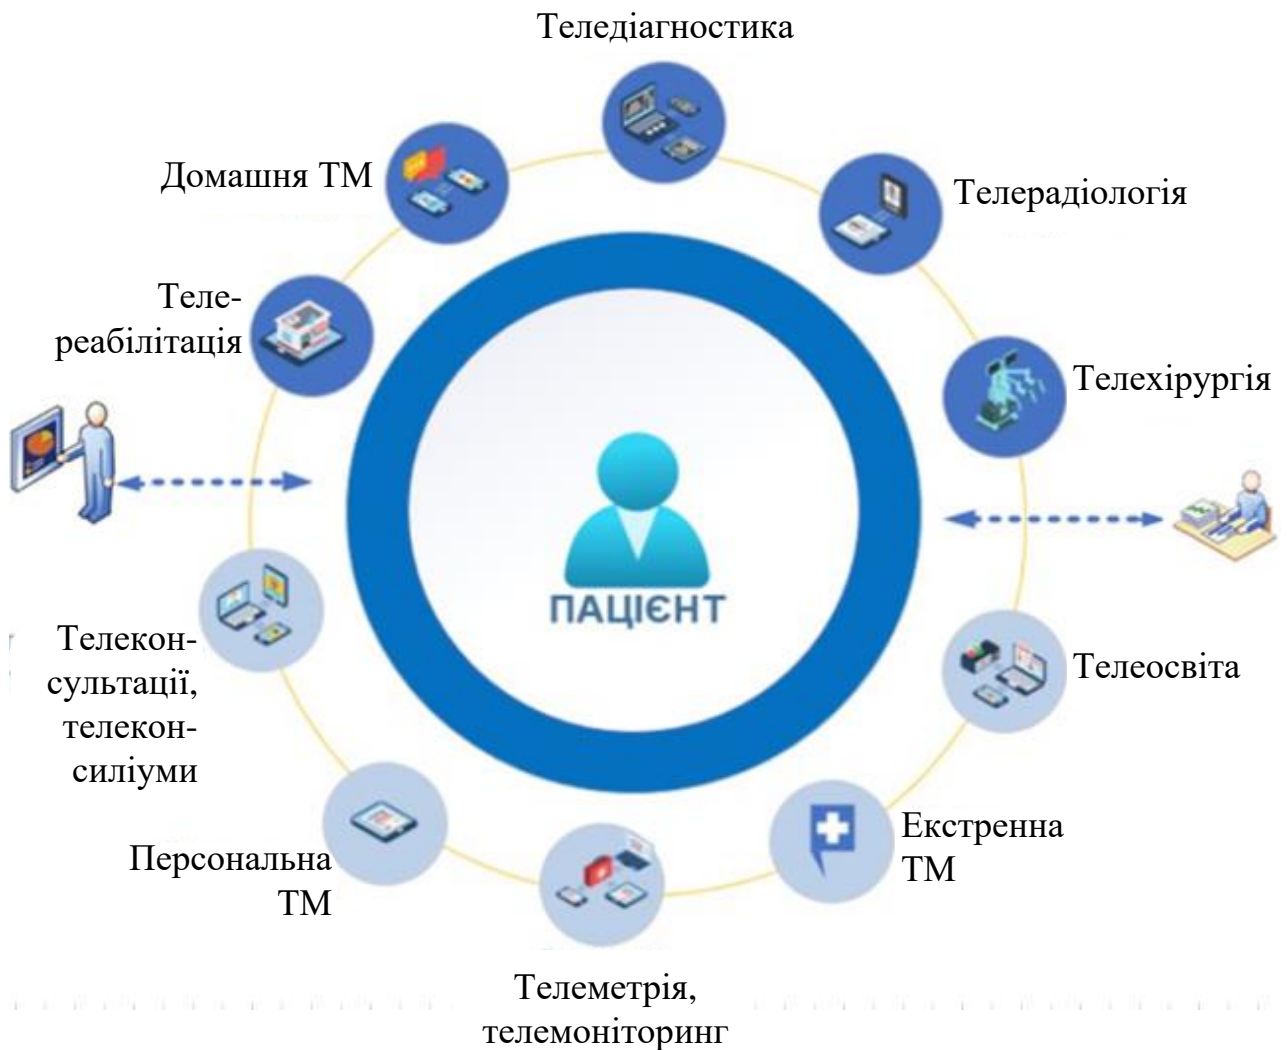 Теледіагностика
Домашня ТМ
Телерадіологія
Теле-
реабілітація
Телехірургія
ПАЦІЄНТ
Телекон-
сультації,
телекон-
силіуми
Телеосвіта
Персональна
ТМ
Екстренна
ТМ
Телеметрія,
телемоніторинг